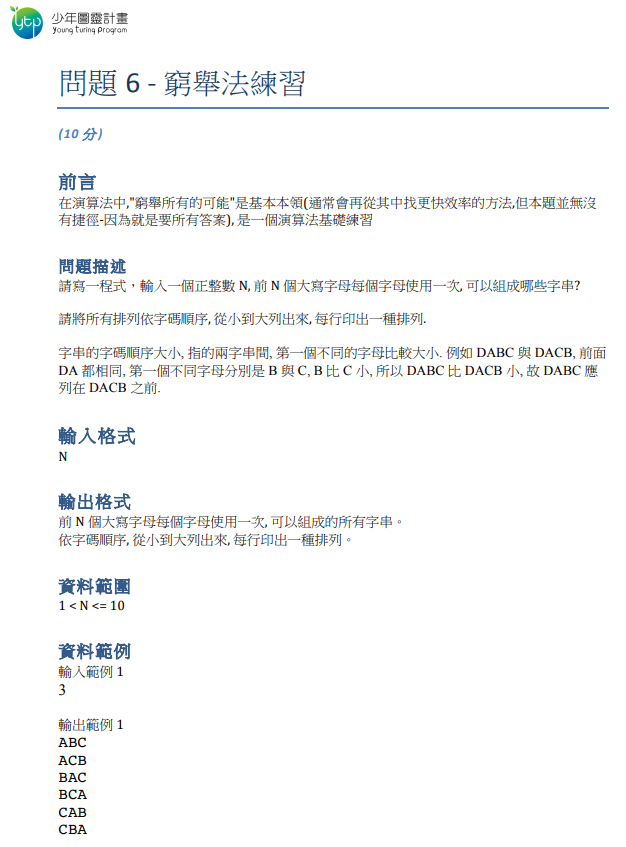 ytp 少年圖靈計畫
young turing program
問題 6 - 窮舉法練習
(10 分)
前言
在演算法中,"窮舉所有的可能"是基本本領(通常會再從其中找更快效率的方法,但本題並無沒
有捷徑-因為就是要所有答案), 是一個演算法基礎練習
問題描述
請寫一程式，輸入一個正整數 N, 前 N 個大寫字母每個字母使用一次, 可以組成哪些字串?
請將所有排列依字碼順序, 從小到大列出來, 每行印出一種排列.
字串的字碼順序大小, 指的兩字串間, 第一個不同的字母比較大小. 例如 DABC 與 DACB, 前面
DA 都相同, 第一個不同字母分別是 B 與 C, B 比 C 小, 所以 DABC 比 DACB 小, 故 DABC 應
列在 DACB 之前.
輸入格式
N
輸出格式
前 N 個大寫字母每個字母使用一次, 可以組成的所有字串。
依字碼順序, 從小到大列出來, 每行印出一種排列。
資料範圍
1 < N <= 10
資料範例
輸入範例 1
3
輸出範例 1
ABC
ACB
BAC
BCA
CAB
CBA